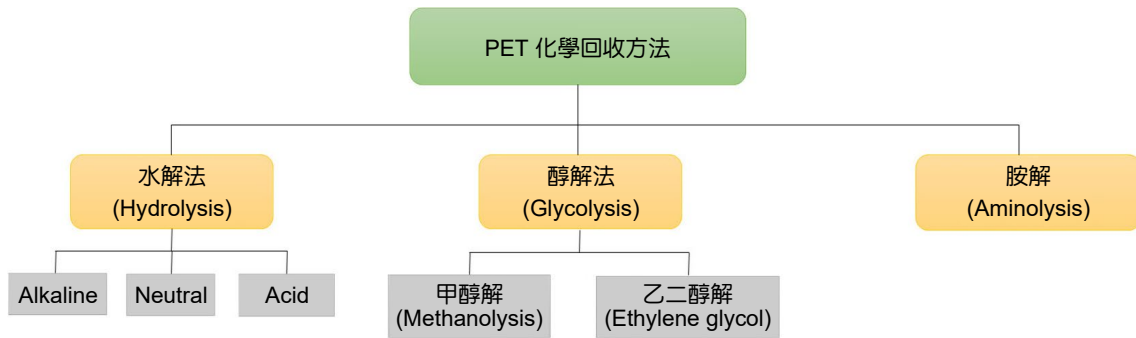 PET 化學回收方法
水解法
(Hydrolysis)
醇解法
(Glycolysis)
胺解
(Aminolysis)
Alkaline
Neutral
Acid
甲醇解
(Methanolysis)
乙二醇解
(Ethylene glycol)